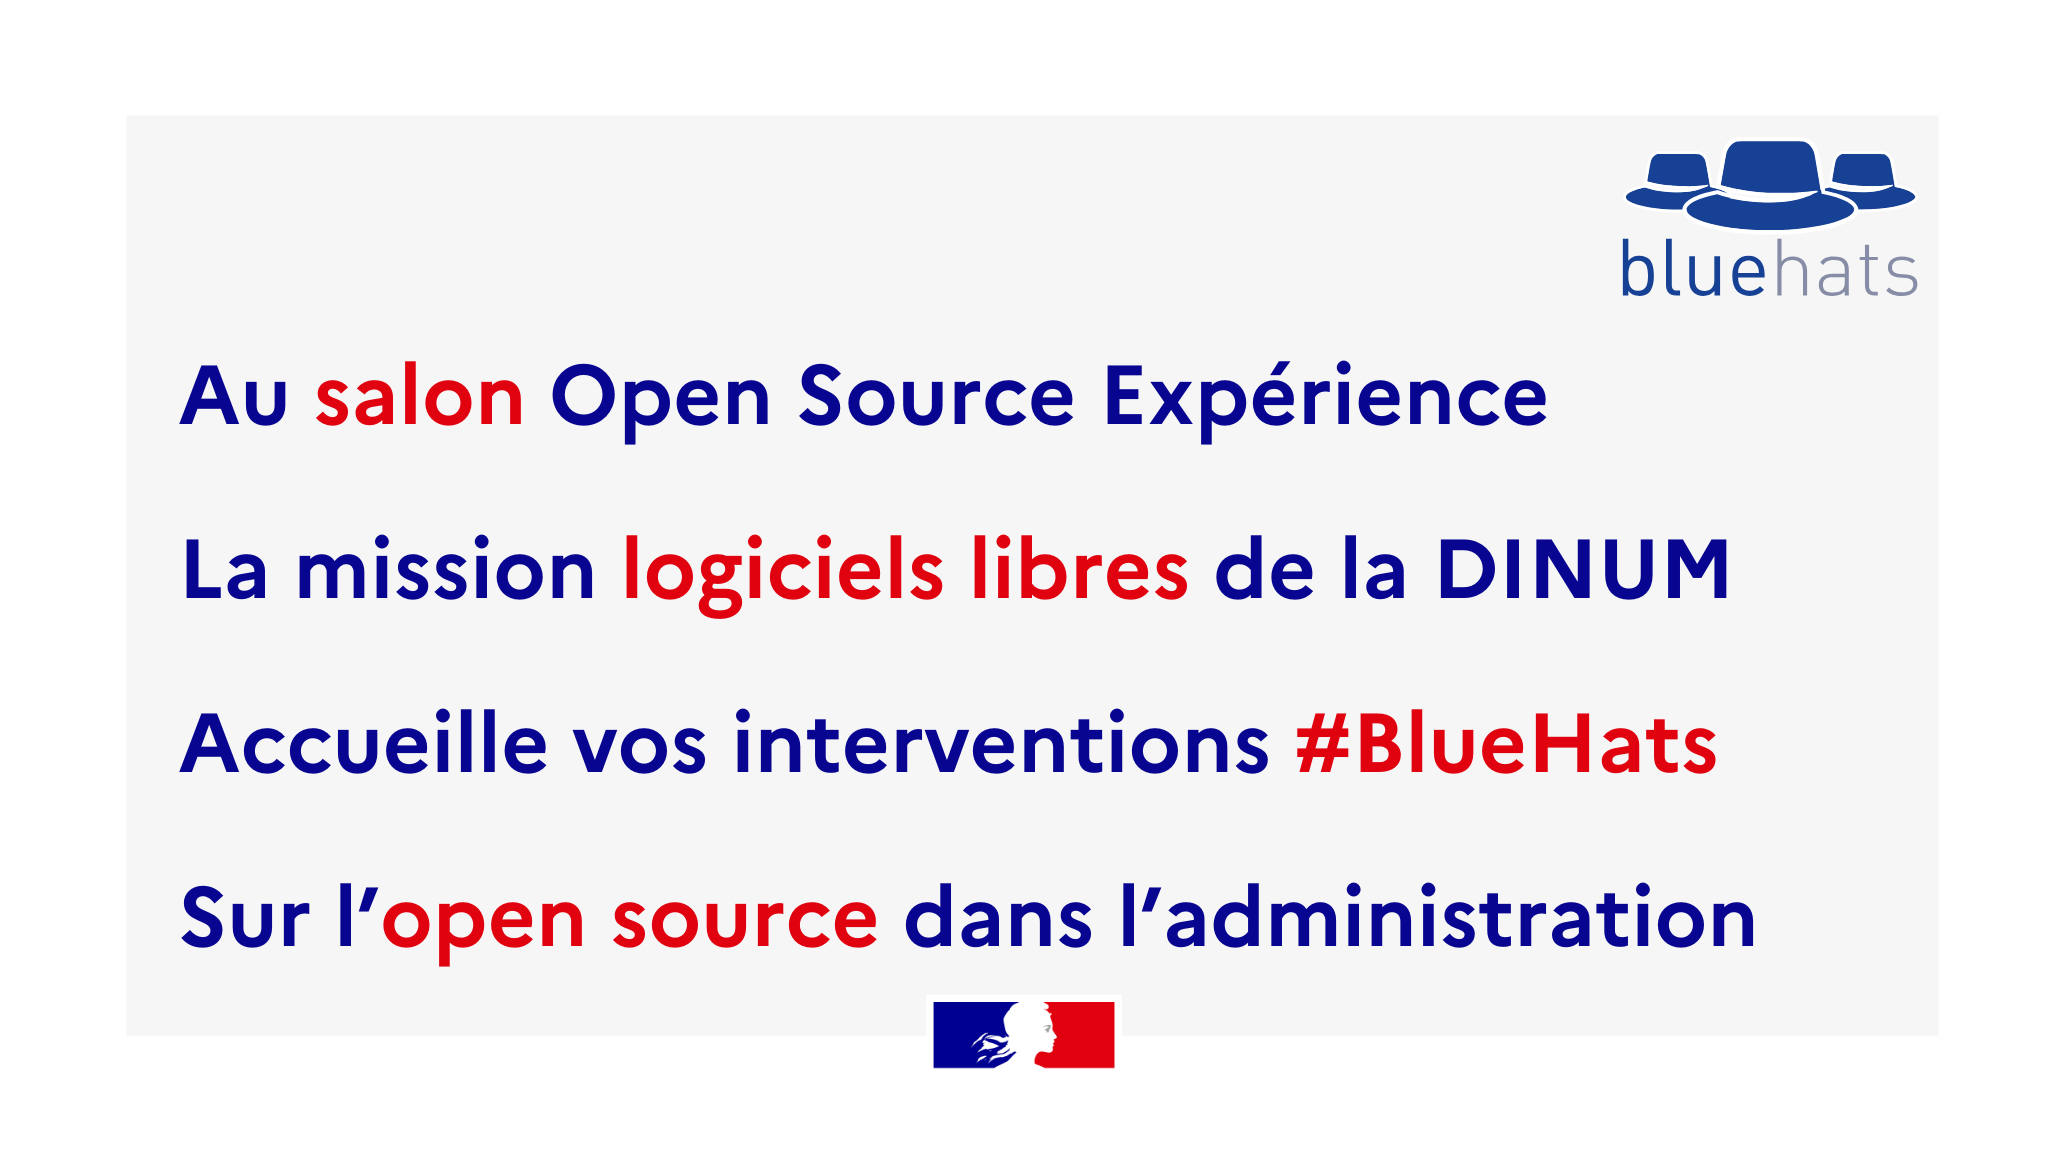 bluehats
Au salon Open Source Expérience
La mission logiciels libres de la DINUM
Accueille vos interventions #BlueHats
Sur l’open source dans l’administration